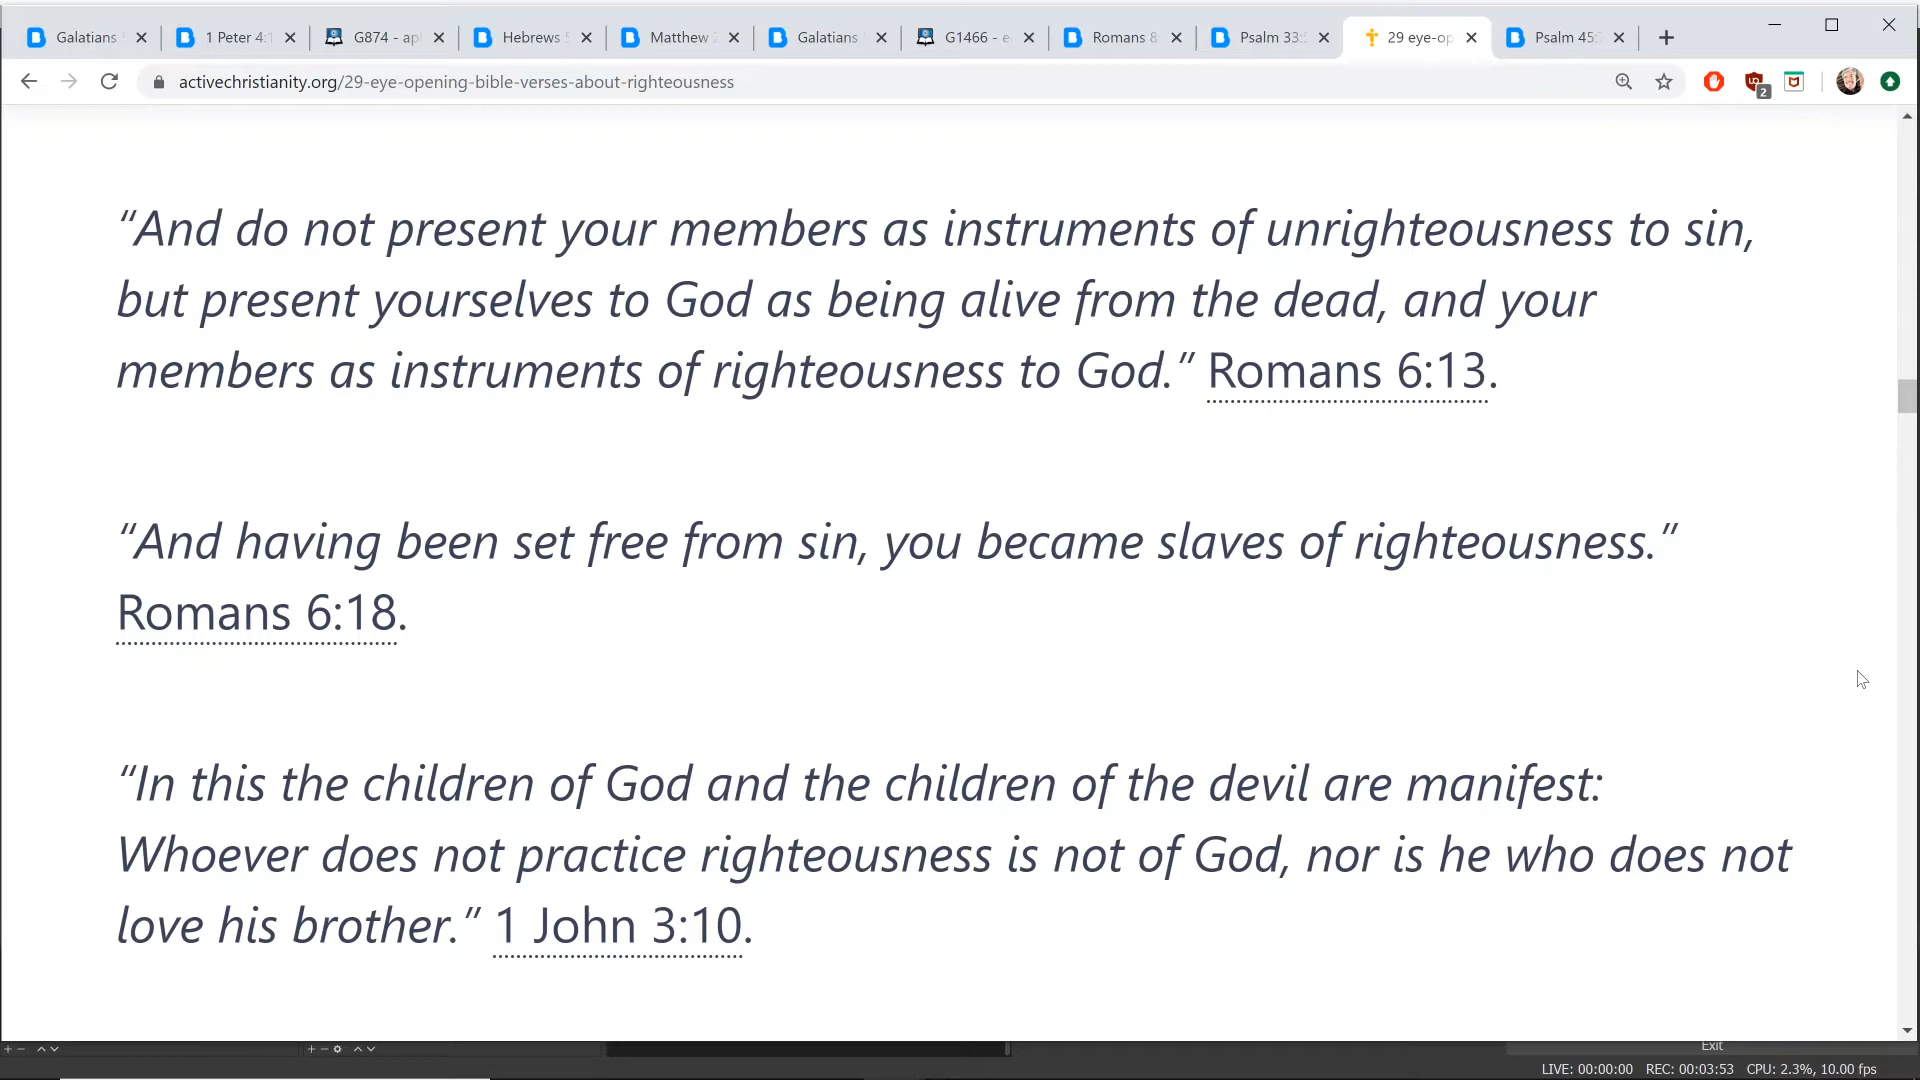 Galatians
1 Peter 4:1
G874 - ap
Hebrews 5
Matthew 2
Galatians
G1466 - e
Romans 8
Psalm 33:5
29 eye-op
Psalm 45:7
activechristianity.org/29-eye-opening-bible-verses-about-righteousness
2
“And do not present your members as instruments of unrighteousness to sin,
but present yourselves to God as being alive from the dead, and your
members as instruments of righteousness to God.” Romans 6:13.
“And having been set free from sin, you became slaves of righteousness.”
Romans 6:18.
“In this the children of God and the children of the devil are manifest:
Whoever does not practice righteousness is not of God, nor is he who does not
love his brother.” 1 John 3:10.
Exit
LIVE: 00:00:00 REC: 00:03:53 CPU: 2.3%, 10.00 fps